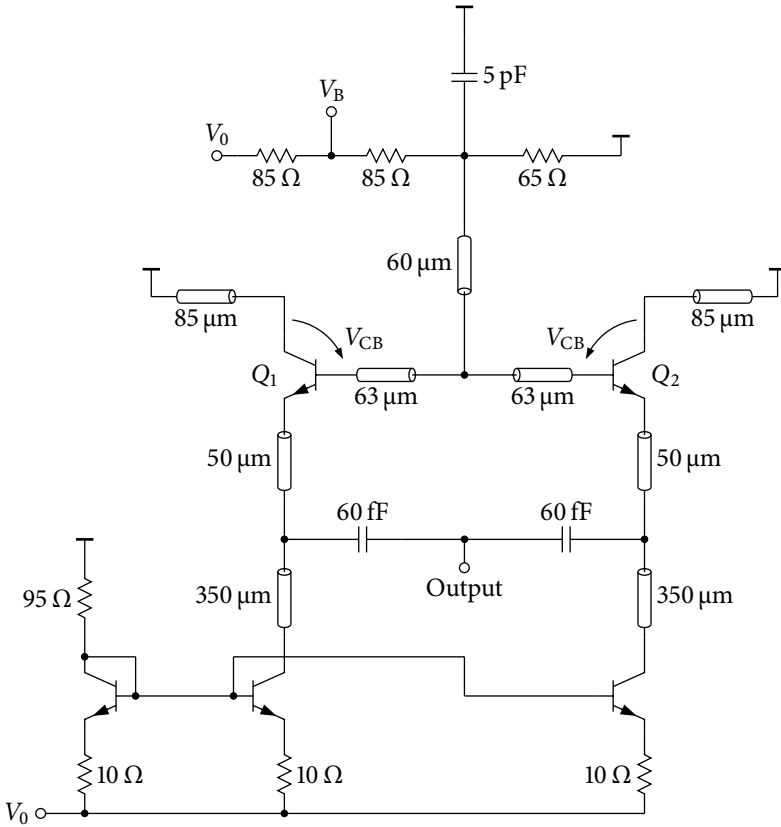 5 pF
V_B
V_0
85 Ω
85 Ω
65 Ω
60 µm
85 µm
V_CB
V_CB
85 µm
Q_1
63 µm
63 µm
Q_2
50 µm
50 µm
60 fF
60 fF
Output
95 Ω
350 µm
350 µm
10 Ω
10 Ω
10 Ω
V_0